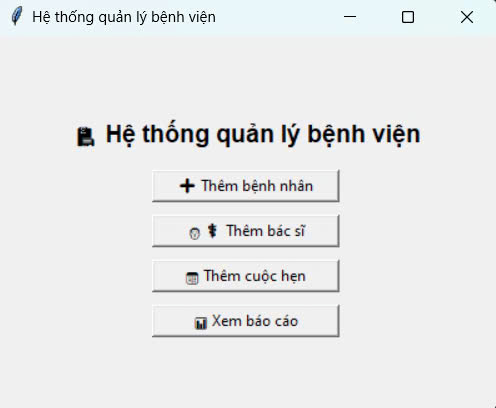 Hệ thống quản lý bệnh viện
Hệ thống quản lý bệnh viện
Thêm bệnh nhân
Thêm bác sĩ
Thêm cuộc hẹn
Xem báo cáo